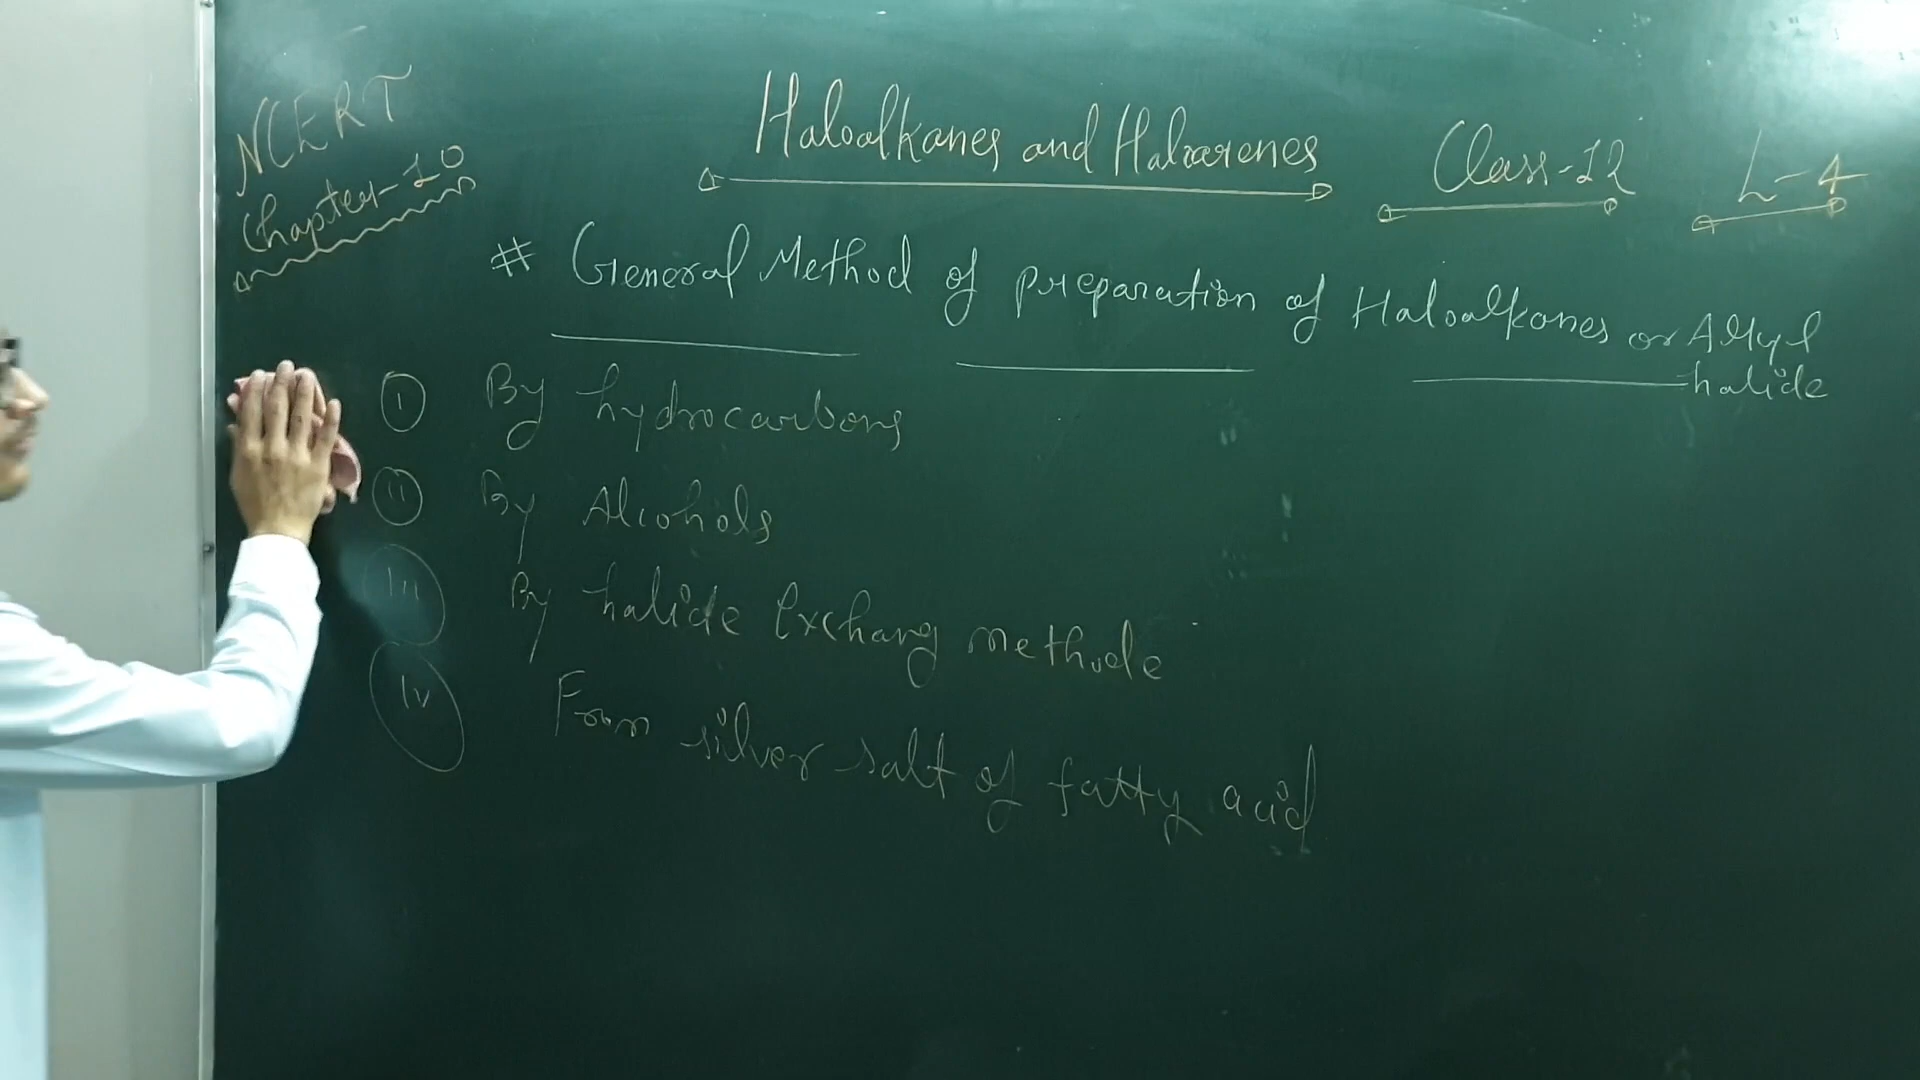 NCERT
Chapter-10
Haloalkanes and Haloarenes
Class-12
L-4
# General Method of preparation of Haloalkanes or Alkyl
halide
(i) By hydrocarbons
(ii) By Alcohols
(iii) By halide Exchang methode
(iv) From silver salt of fatty acid